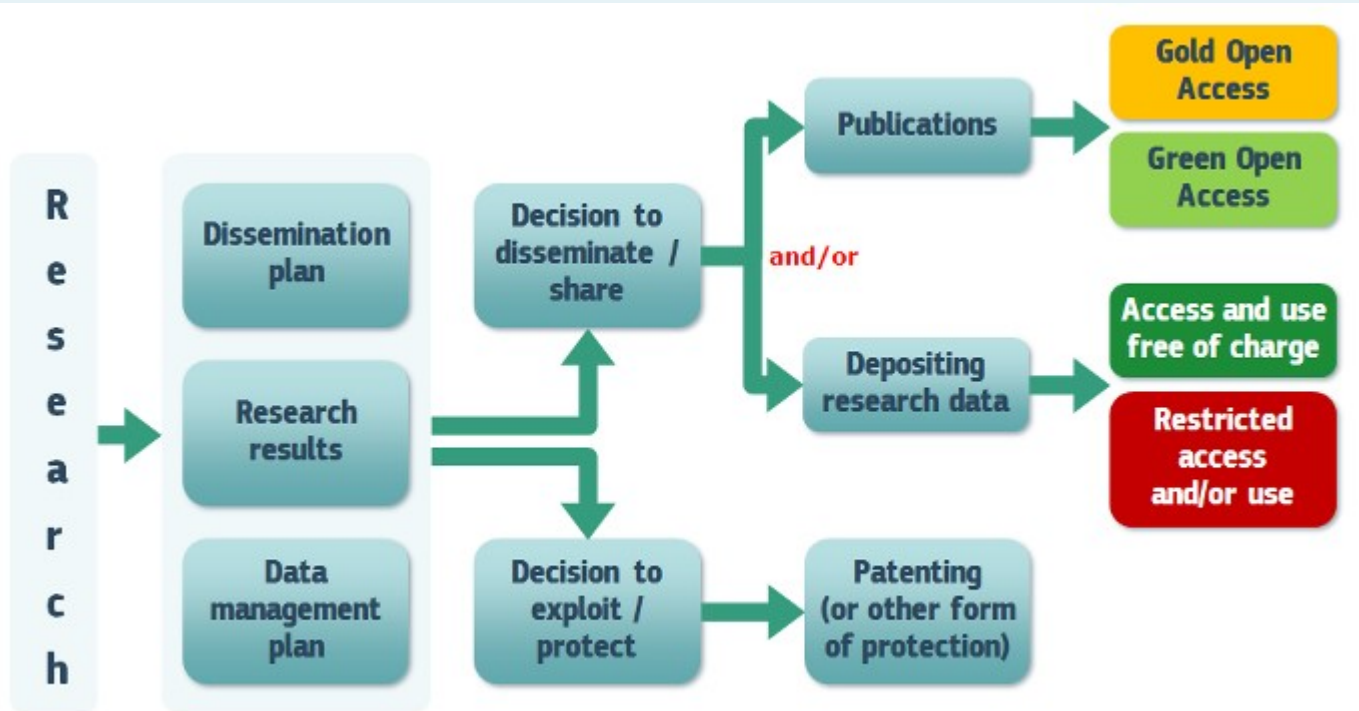 Research
Dissemination
plan
Research
results
Data
management
plan
Decision to
disseminate /
share
Decision to
exploit /
protect
and/or
Publications
Depositing
research data
Patenting
(or other form
of protection)
Gold Open
Access
Green Open
Access
Access and use
free of charge
Restricted
access
and/or use